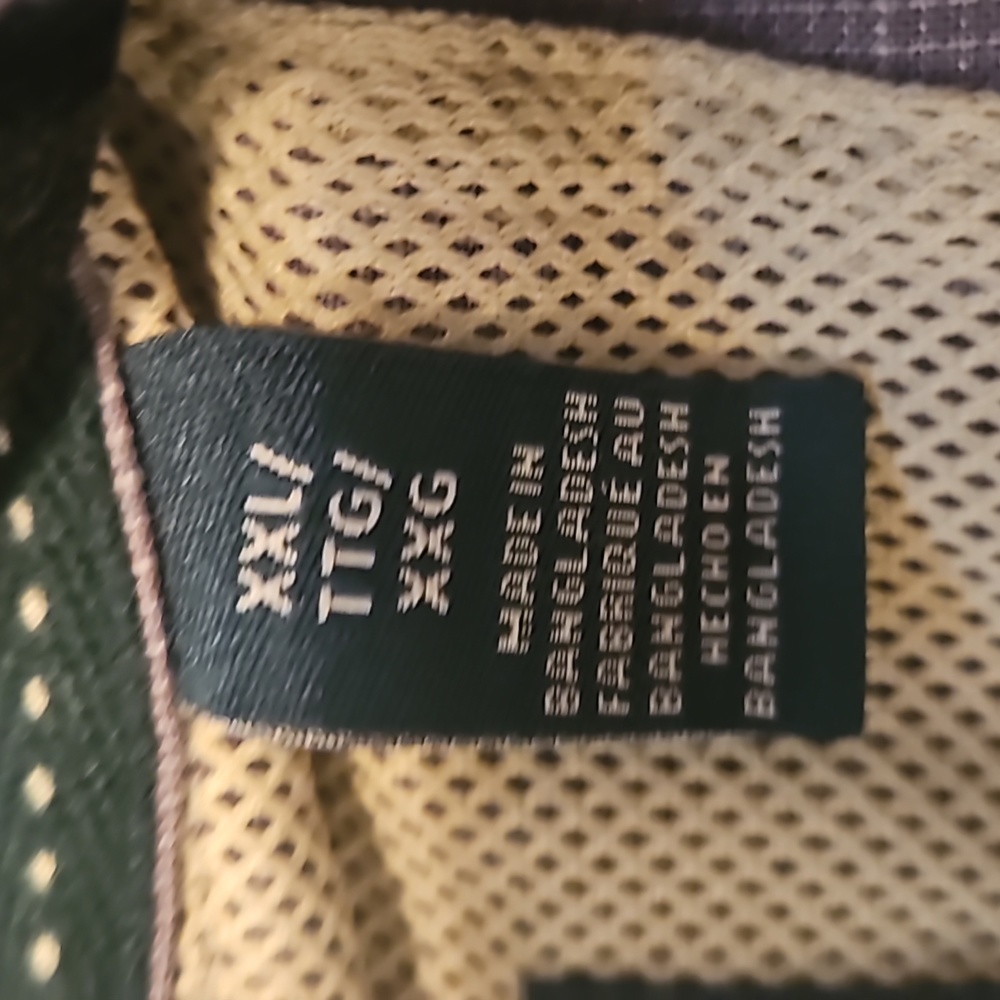 XXL/
TTG/
XXG
MADE IN
BANGLADESH
FABRIQUÉ AU
BANGLADESH
HECHO EN
BANGLADESH